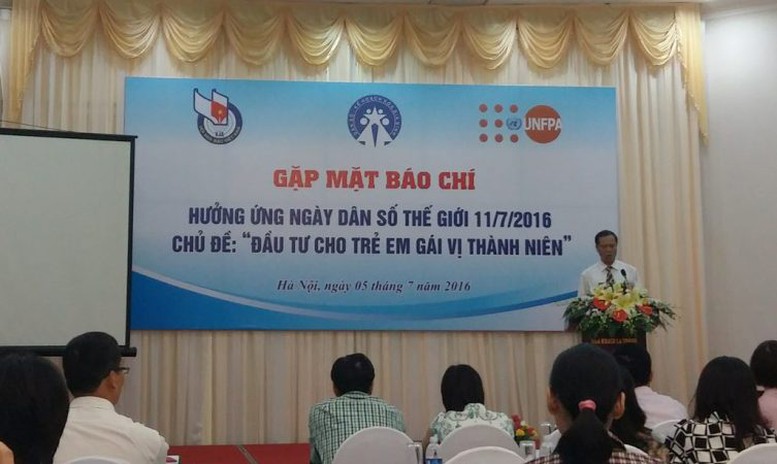 UNFPA
GẶP MẶT BÁO CHÍ
HƯỞNG ỨNG NGÀY DÂN SỐ THẾ GIỚI 11/7/2016
CHỦ ĐỀ: “ĐẦU TƯ CHO TRẺ EM GÁI VỊ THÀNH NIÊN”
Hà Nội, ngày 05 tháng 7 năm 2016